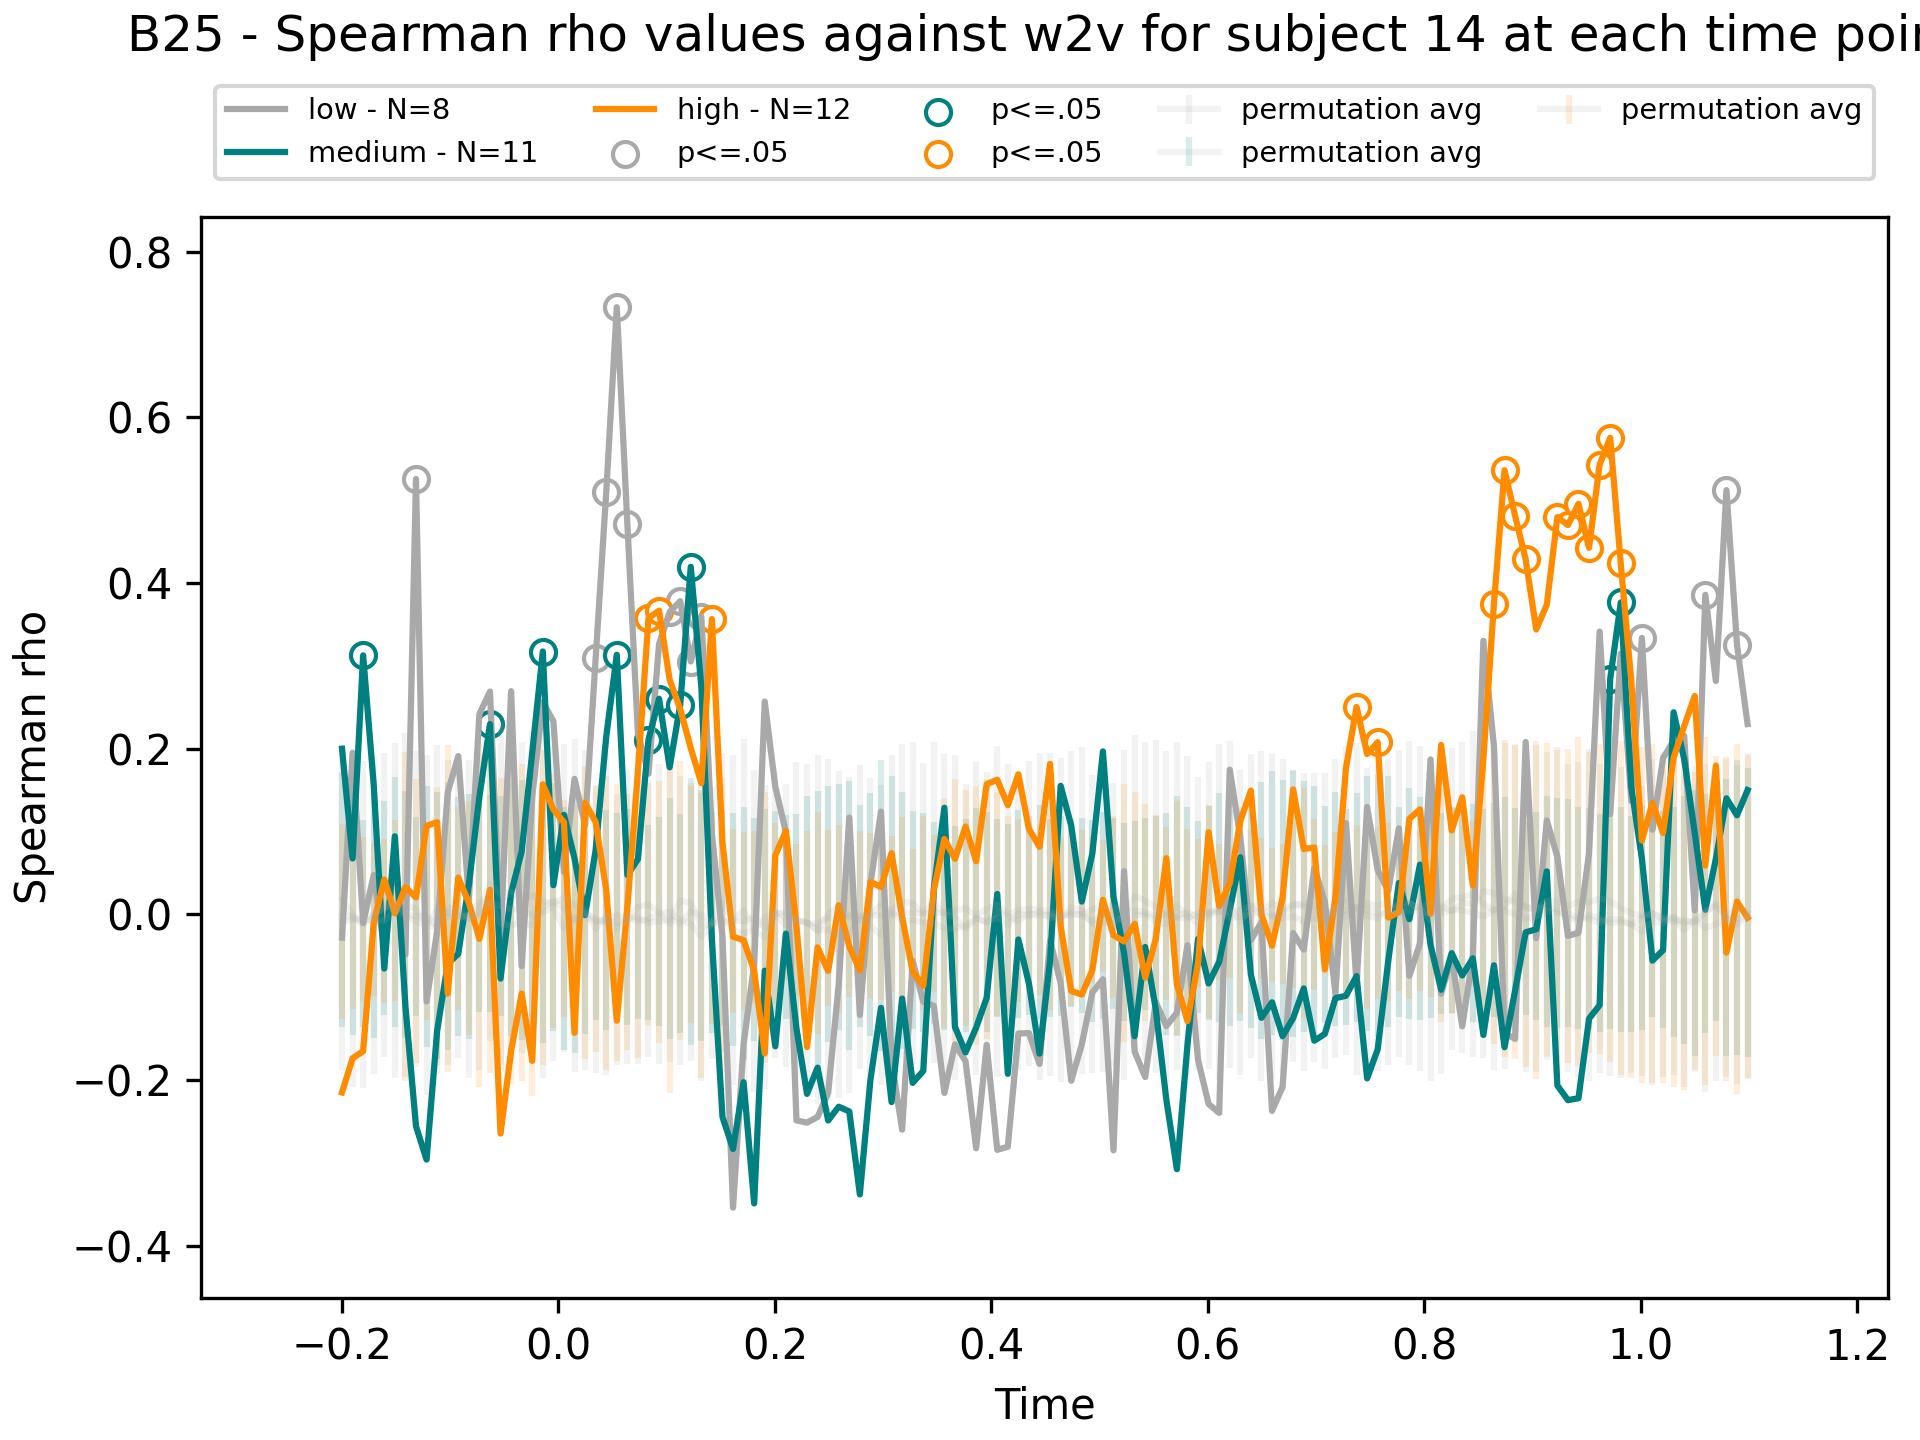 B25 - Spearman rho values against w2v for subject 14 at each time poi
low - N=8
medium - N=11
high - N=12
p<=.05
p<=.05
p<=.05
permutation avg
permutation avg
permutation avg
Spearman rho
0.8
0.6
0.4
0.2
0.0
−0.2
−0.4
−0.2 0.0 0.2 0.4 0.6 0.8 1.0 1.2
Time